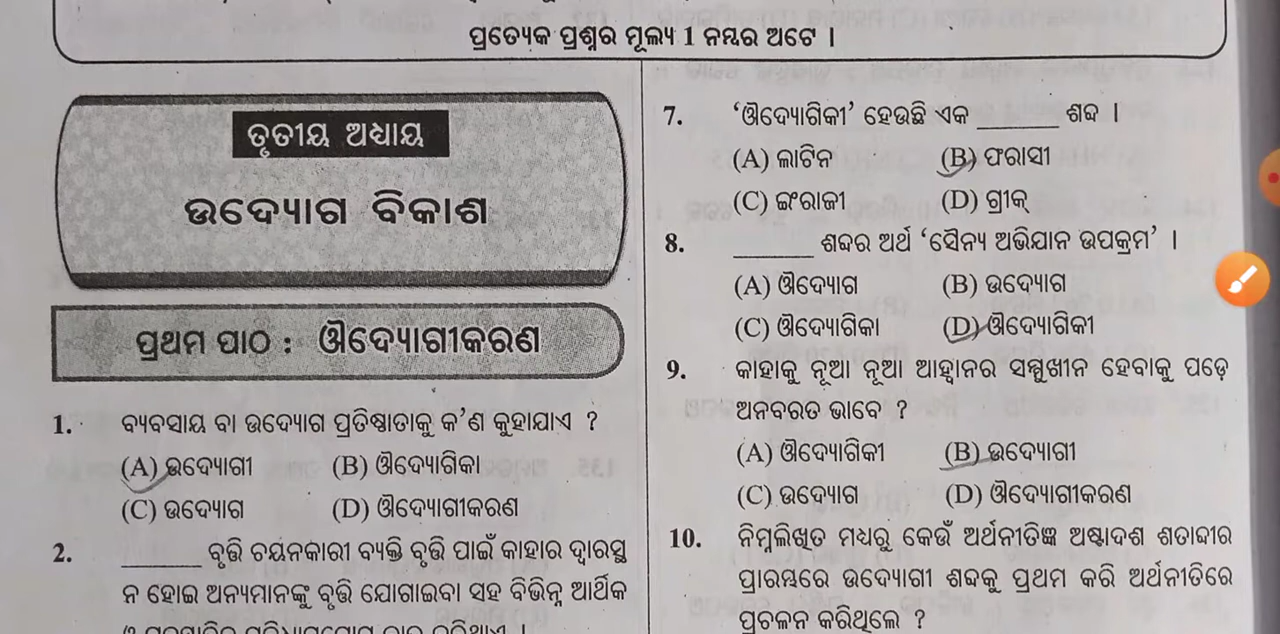 ପ୍ରତ୍ୟେକ ପ୍ରଶ୍ନର ମୂଲ୍ୟ 1 ନମ୍ବର ଅଟେ ।
ତୃତୀୟ ଅଧ୍ୟାୟ
ଉଦ୍ୟୋଗ ବିକାଶ
ପ୍ରଥମ ପାଠ : ଔଦ୍ୟୋଗୀକରଣ
1. ବ୍ୟବସାୟ ବା ଉଦ୍ୟୋଗ ପ୍ରତିଷ୍ଠାତାକୁ କ'ଣ କୁହାଯାଏ ?
(A) ଉଦ୍ୟୋଗୀ (B) ଔଦ୍ୟୋଗିକା
(C) ଉଦ୍ୟୋଗ (D) ଔଦ୍ୟୋଗୀକରଣ
2. ______ ବୃତ୍ତି ଚୟନକାରୀ ବ୍ୟକ୍ତି ବୃତ୍ତି ପାଇଁ କାହାର ଦ୍ୱାରସ୍ଥ
ନ ହୋଇ ଅନ୍ୟମାନଙ୍କୁ ବୃତ୍ତି ଯୋଗାଇବା ସହ ବିଭିନ୍ନ ଆର୍ଥିକ
7. 'ଔଦ୍ୟୋଗିକୀ' ହେଉଛି ଏକ ______ ଶବ୍ଦ ।
(A) ଲାଟିନ (B) ଫରାସୀ
(C) ଇଂରାଜୀ (D) ଗ୍ରୀକ୍
8. ______ ଶବ୍ଦର ଅର୍ଥ 'ସୈନ୍ୟ ଅଭିଯାନ ଉପକ୍ରମ' ।
(A) ଔଦ୍ୟୋଗ (B) ଉଦ୍ୟୋଗ
(C) ଔଦ୍ୟୋଗିକା (D) ଔଦ୍ୟୋଗିକୀ
9. କାହାକୁ ନୂଆ ନୂଆ ଆହ୍ୱାନର ସମ୍ମୁଖୀନ ହେବାକୁ ପଡ଼େ
ଅନବରତ ଭାବେ ?
(A) ଔଦ୍ୟୋଗିକୀ (B) ଉଦ୍ୟୋଗୀ
(C) ଉଦ୍ୟୋଗ (D) ଔଦ୍ୟୋଗୀକରଣ
10. ନିମ୍ନଲିଖିତ ମଧ୍ୟରୁ କେଉଁ ଅର୍ଥନୀତିଜ୍ଞ ଅଷ୍ଟାଦଶ ଶତାବ୍ଦୀର
ପ୍ରାରମ୍ଭରେ ଉଦ୍ୟୋଗୀ ଶବ୍ଦକୁ ପ୍ରଥମ କରି ଅର୍ଥନୀତିରେ
ପ୍ରଚଳନ କରିଥିଲେ ?